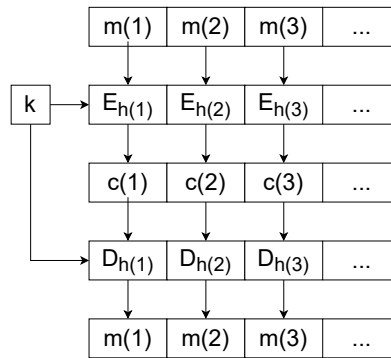 m(1) m(2) m(3) ...
k E_h(1) E_h(2) E_h(3) ...
c(1) c(2) c(3) ...
D_h(1) D_h(2) D_h(3) ...
m(1) m(2) m(3) ...